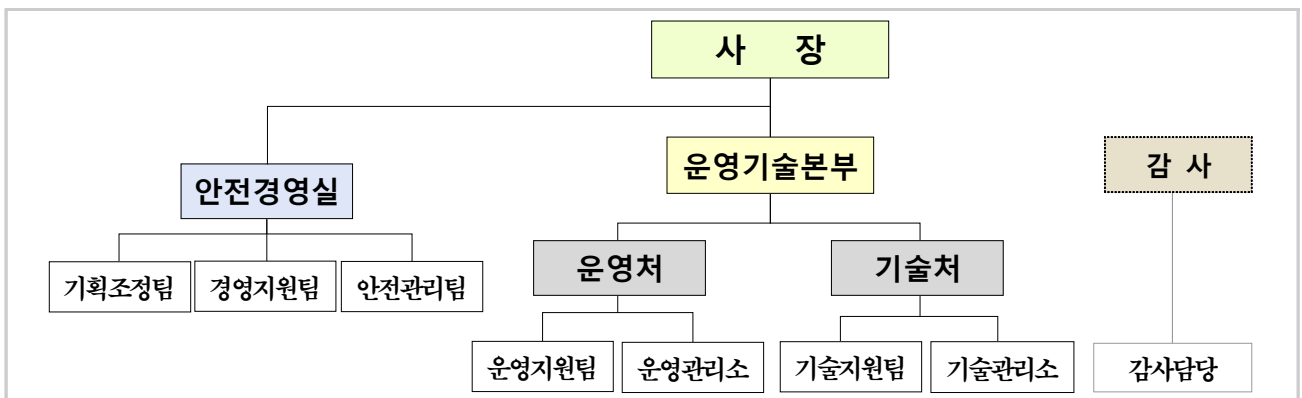 사 장
안전경영실
운영기술본부
감 사
운영처
기술처
기획조정팀
경영지원팀
안전관리팀
운영지원팀
운영관리소
기술지원팀
기술관리소
감사담당